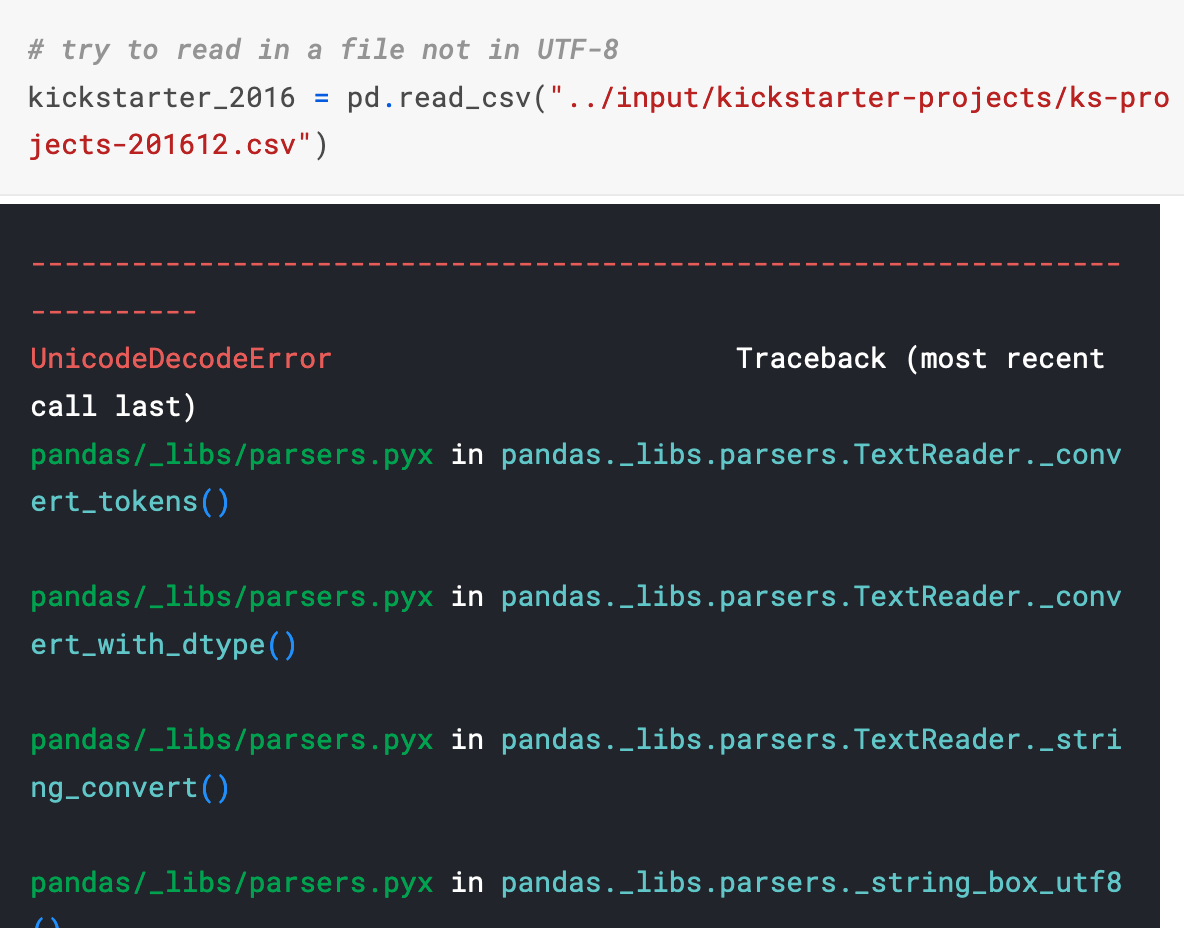 # try to read in a file not in UTF-8
kickstarter_2016 = pd.read_csv("../input/kickstarter-projects/ks-pro
jects-201612.csv")
-----------------------------------------------------------------
----------
UnicodeDecodeError                        Traceback (most recent
call last)
pandas/_libs/parsers.pyx in pandas._libs.parsers.TextReader._conv
ert_tokens()
pandas/_libs/parsers.pyx in pandas._libs.parsers.TextReader._conv
ert_with_dtype()
pandas/_libs/parsers.pyx in pandas._libs.parsers.TextReader._stri
ng_convert()
pandas/_libs/parsers.pyx in pandas._libs.parsers._string_box_utf8
()